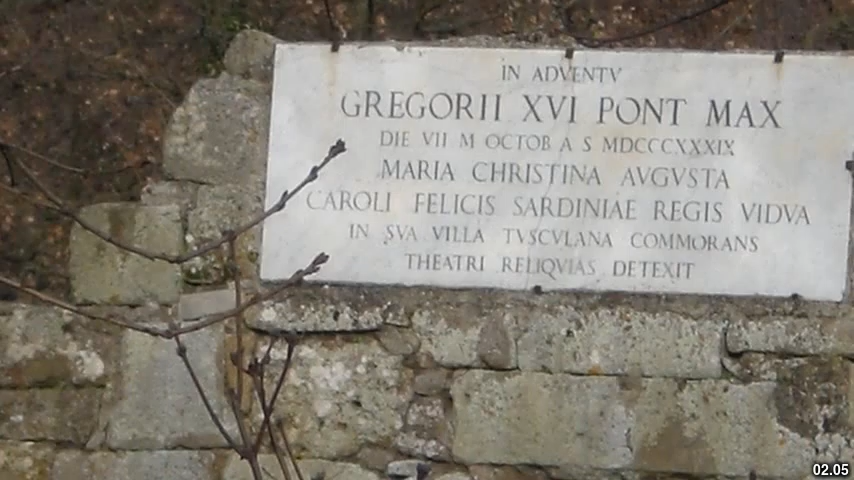 IN ADVENTV
GREGORII XVI PONT MAX
DIE VII M OCTOB A S MDCCCXXXIX
MARIA CHRISTINA AVGVSTA
CAROLI FELICIS SARDINIAE REGIS VIDVA
IN SVA VILLA TVSCVLANA COMMORANS
THEATRI RELIQVIAS DETEXIT
02.05